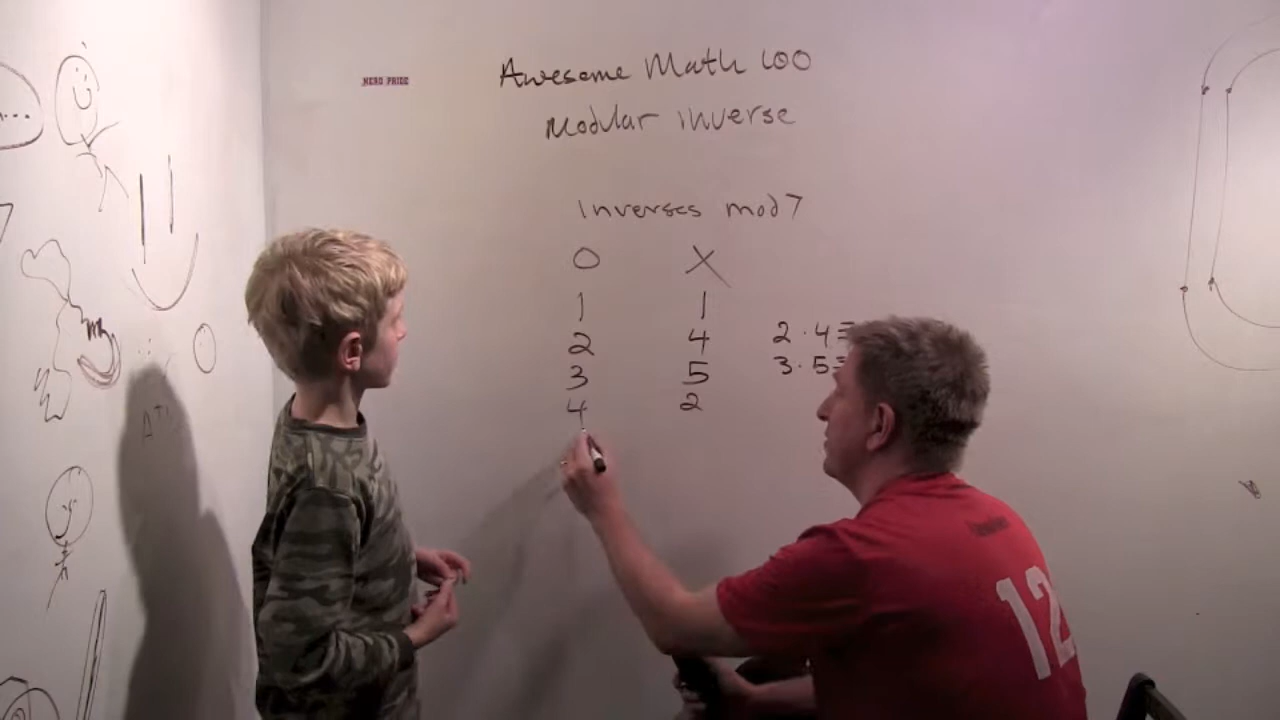 NERD PRIDE
Awesome Math 100
Modular inverse
Inverses mod 7
0 X
1 1
2 4 2·4≡
3 5 3·5≡
4 2
12